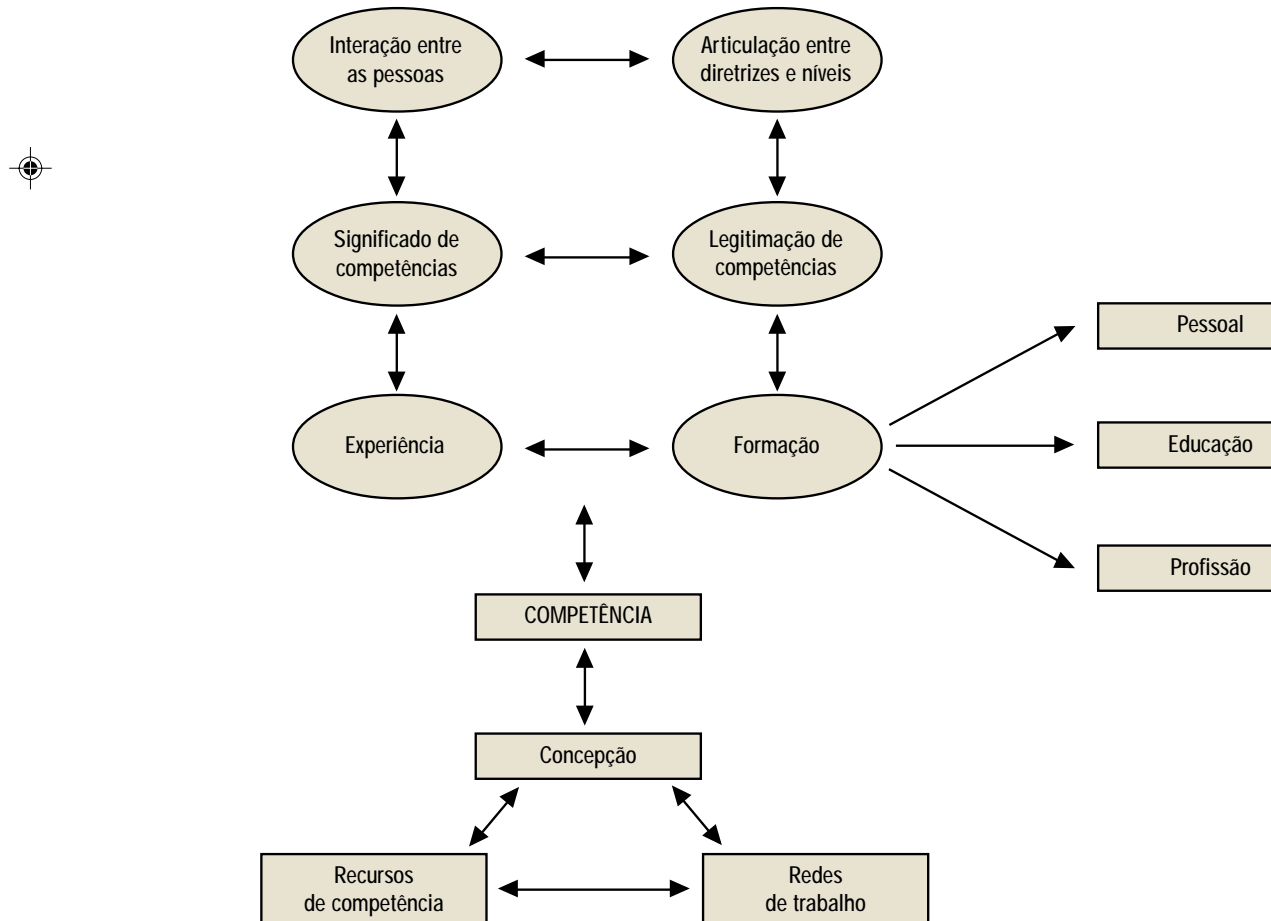 Interação entre
as pessoas
Articulação entre
diretrizes e níveis
Significado de
competências
Legitimação de
competências
Pessoal
Experiência
Formação
Educação
Profissão
COMPETÊNCIA
Concepção
Recursos
de competência
Redes
de trabalho